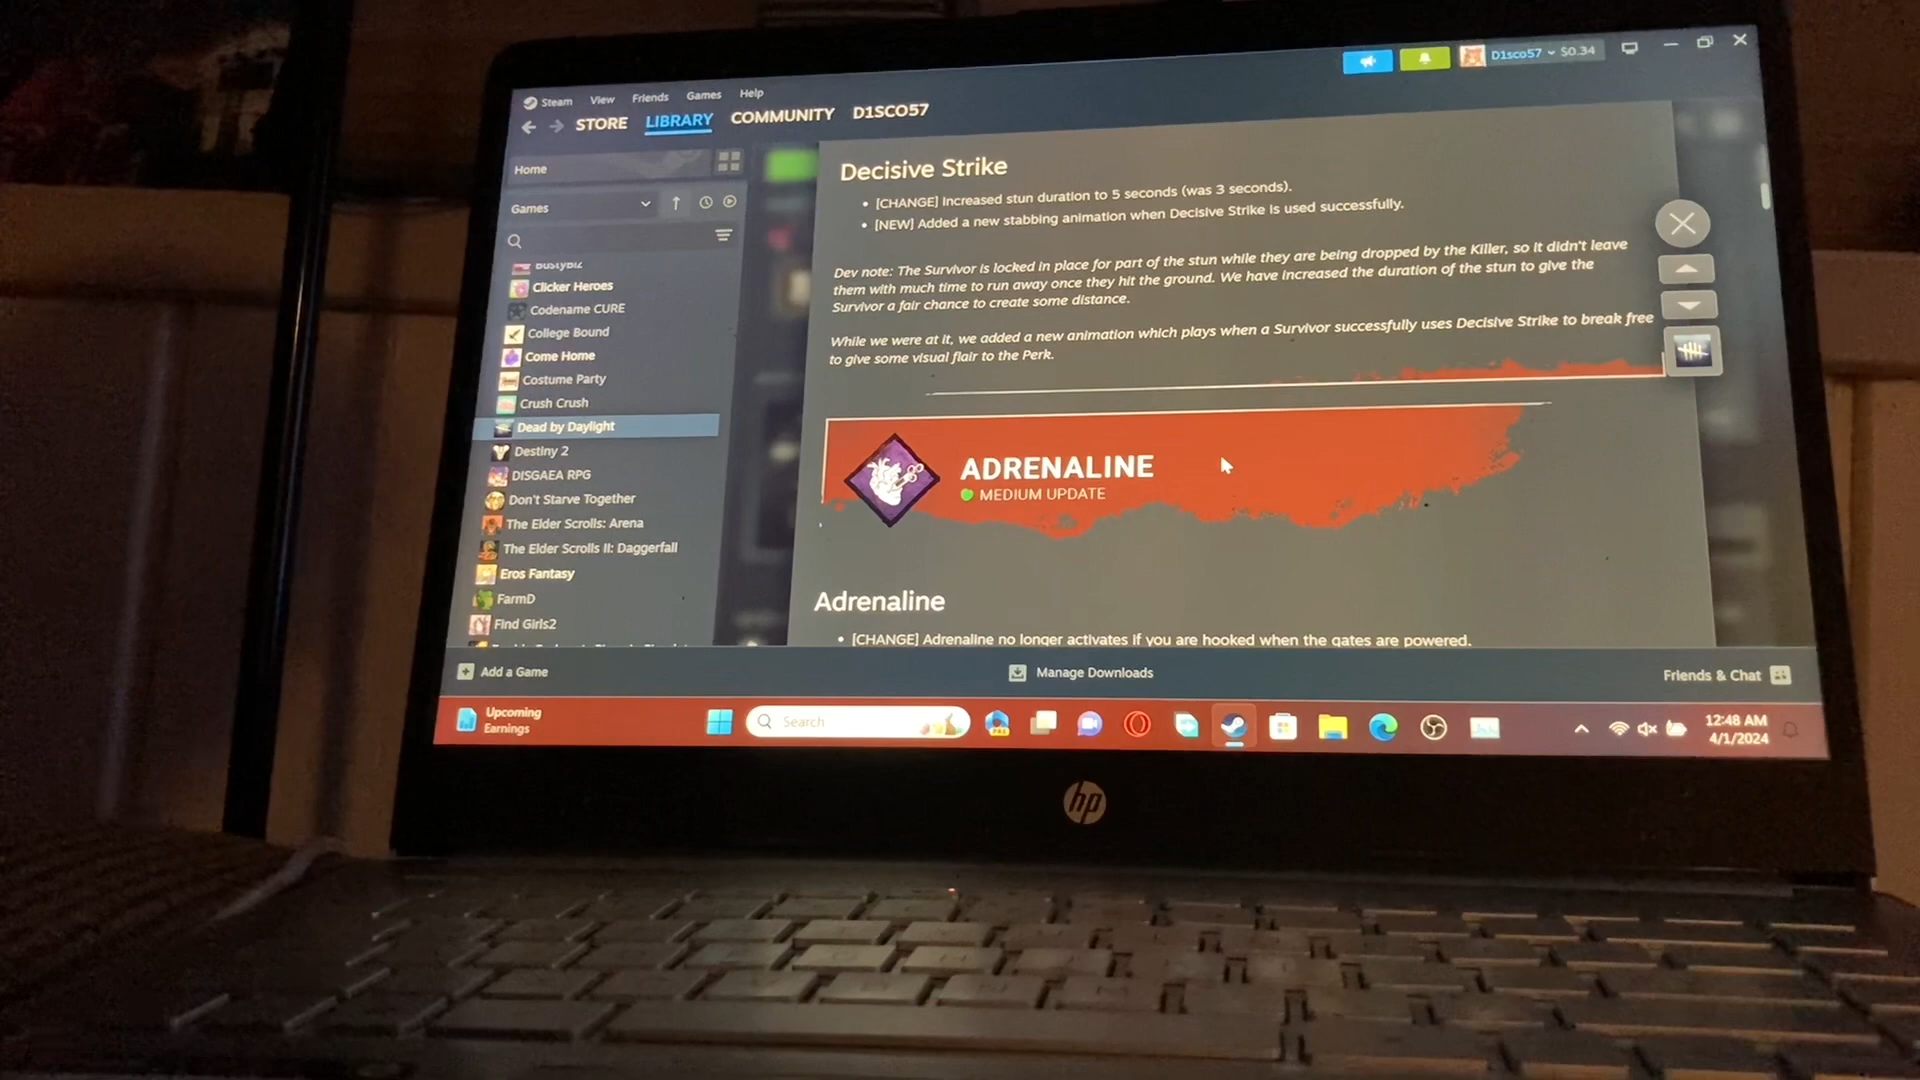 D1sco57 $0.34
Steam View Friends Games Help
STORE LIBRARY COMMUNITY D1SCO57
Home
Games
Clicker Heroes
Codename CURE
College Bound
Come Home
Costume Party
Crush Crush
Dead by Daylight
Destiny 2
DISGAEA RPG
Don't Starve Together
The Elder Scrolls: Arena
The Elder Scrolls II: Daggerfall
Eros Fantasy
FarmD
Find Girls2
Decisive Strike
• [CHANGE] Increased stun duration to 5 seconds (was 3 seconds).
• [NEW] Added a new stabbing animation when Decisive Strike is used successfully.
Dev note: The Survivor is locked in place for part of the stun while they are being dropped by the Killer, so it didn't leave
them with much time to run away once they hit the ground. We have increased the duration of the stun to give the
Survivor a fair chance to create some distance.
While we were at it, we added a new animation which plays when a Survivor successfully uses Decisive Strike to break free
to give some visual flair to the Perk.
ADRENALINE
MEDIUM UPDATE
Adrenaline
• [CHANGE] Adrenaline no longer activates if you are hooked when the gates are powered.
Add a Game
Manage Downloads
Friends & Chat
Upcoming
Earnings
Search
12:48 AM
4/1/2024
hp